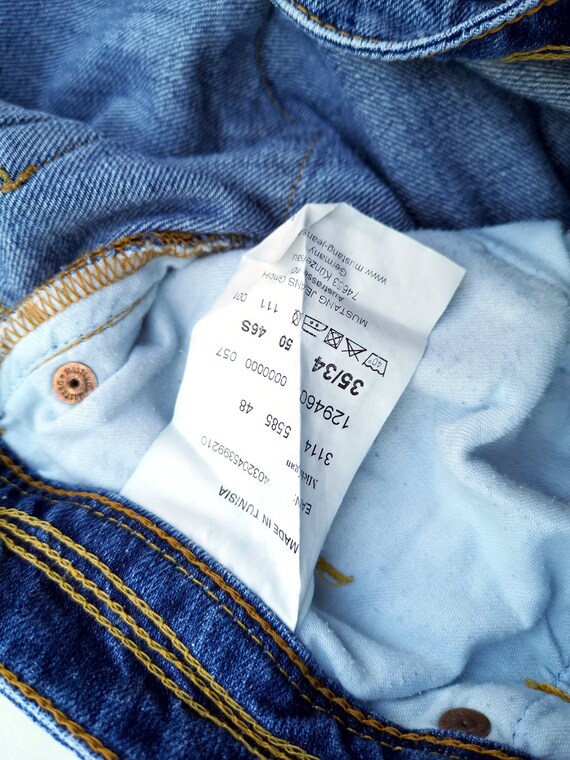 MADE IN TUNISIA
EAN: 4032045399210
Michigan
3114 5585 48
129460 0000000 057
35/34 50 46S
40°
111 001
MUSTANG JEANS GmbH
74653 Künzelsau
Germany
www.mustang-jeans